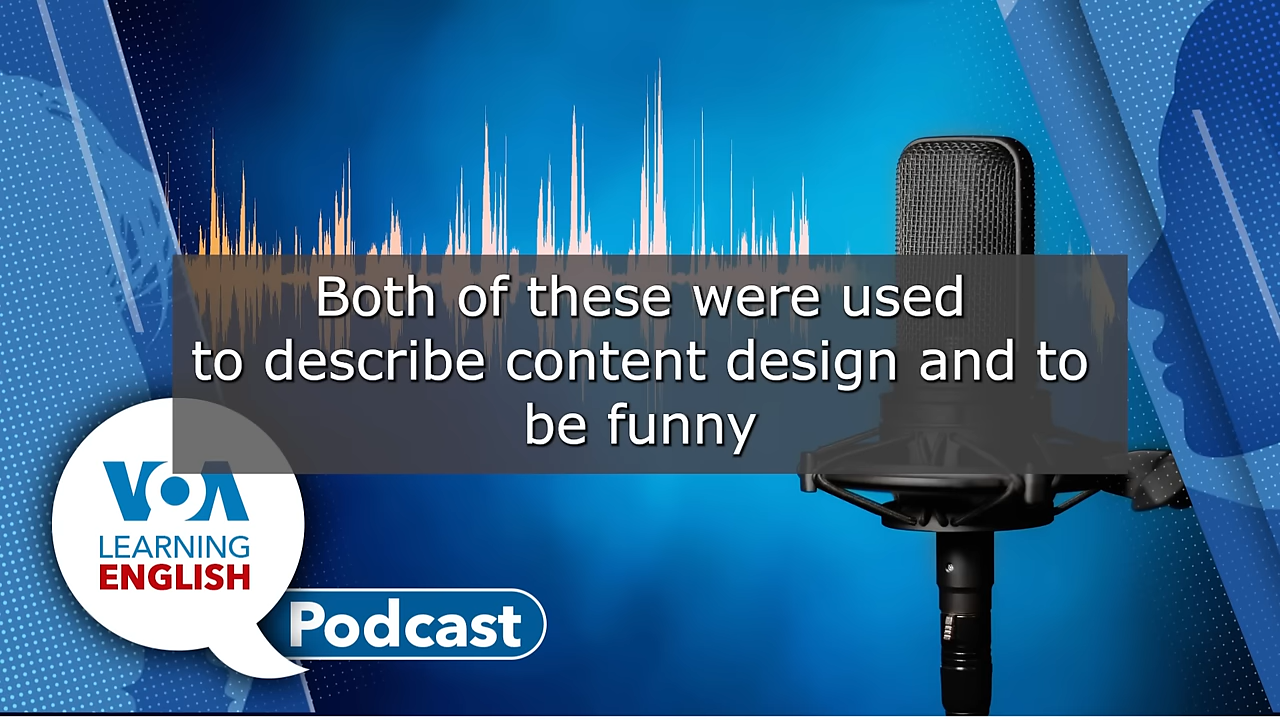 Both of these were used
to describe content design and to
be funny
VOA
LEARNING
ENGLISH
Podcast